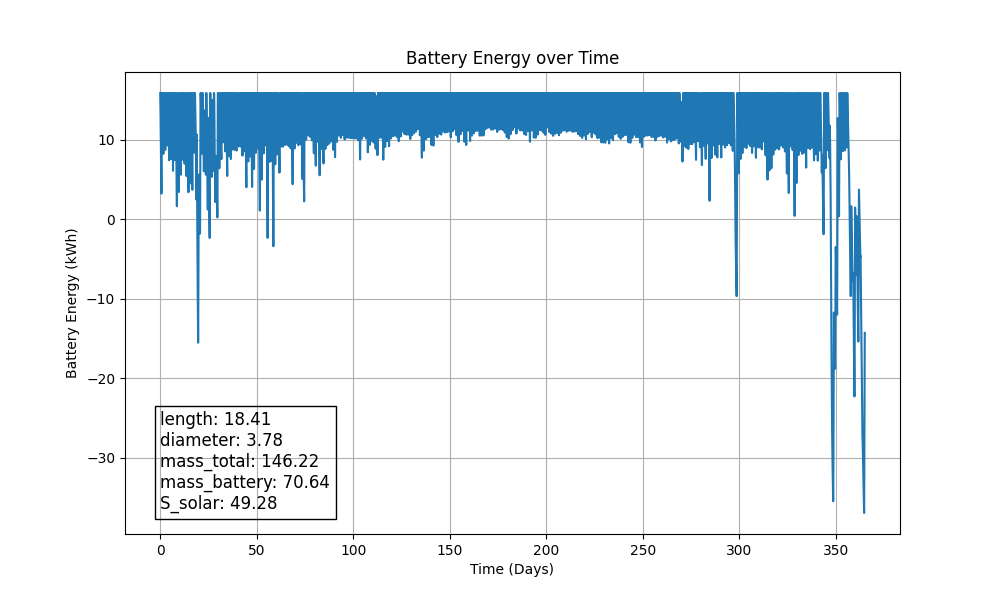 Battery Energy over Time
Battery Energy (kWh)
10
0
−10
−20
−30
length: 18.41
diameter: 3.78
mass_total: 146.22
mass_battery: 70.64
S_solar: 49.28
0 50 100 150 200 250 300 350
Time (Days)